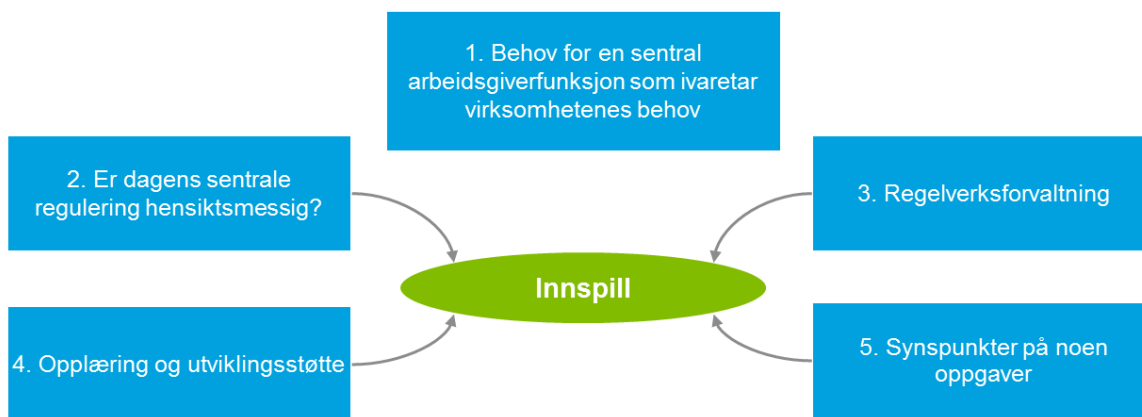 1. Behov for en sentral
arbeidsgiverfunksjon som ivaretar
virksomhetenes behov
2. Er dagens sentrale
regulering hensiktsmessig?
3. Regelverksforvaltning
Innspill
4. Opplæring og utviklingsstøtte
5. Synspunkter på noen
oppgaver